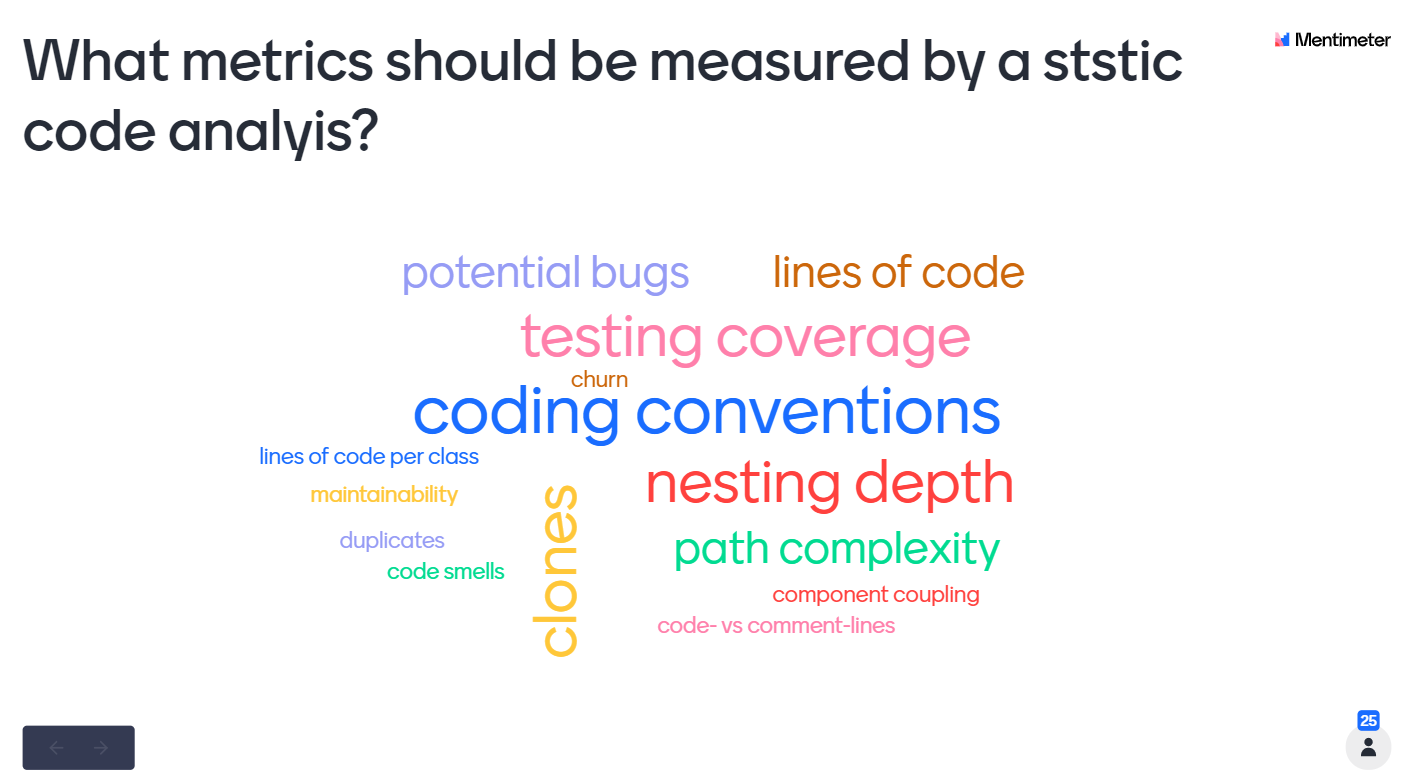 What metrics should be measured by a ststic
code analyis?
Mentimeter
potential bugs
lines of code
testing coverage
churn
coding conventions
lines of code per class
nesting depth
maintainability
clones
duplicates
path complexity
code smells
component coupling
code- vs comment-lines
25